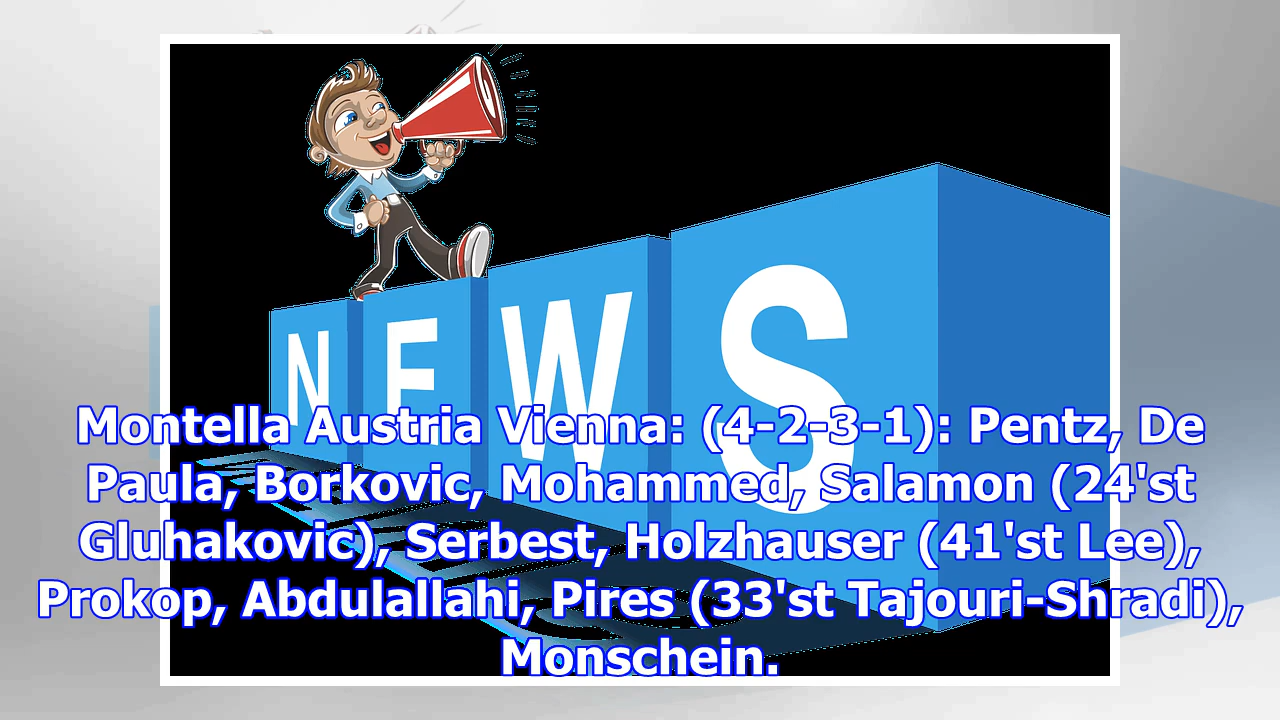 NEWS
Montella Austria Vienna: (4-2-3-1): Pentz, De
Paula, Borkovic, Mohammed, Salamon (24'st
Gluhakovic), Serbest, Holzhauser (41'st Lee),
Prokop, Abdulallahi, Pires (33'st Tajouri-Shradi),
Monschein.